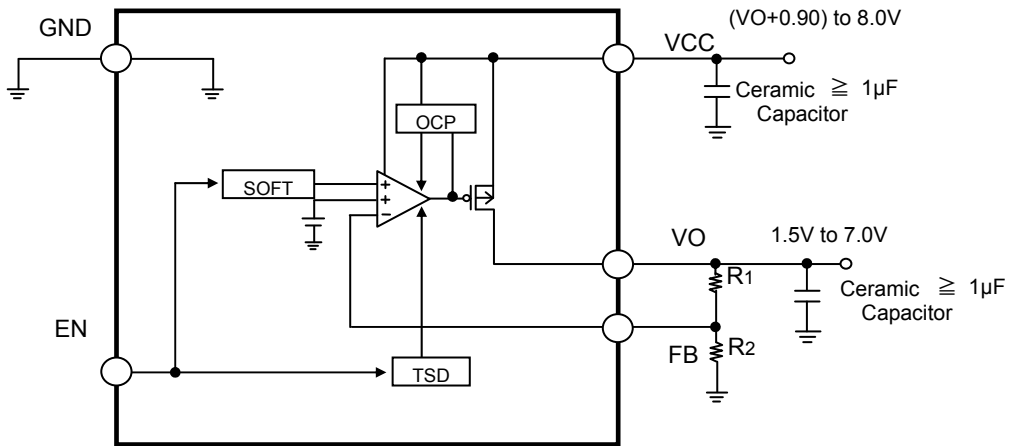 GND
VCC
(VO+0.90) to 8.0V
Ceramic ≧ 1µF
Capacitor
OCP
SOFT
+
+
−
VO
1.5V to 7.0V
R1
Ceramic ≧ 1µF
Capacitor
EN
FB
R2
TSD